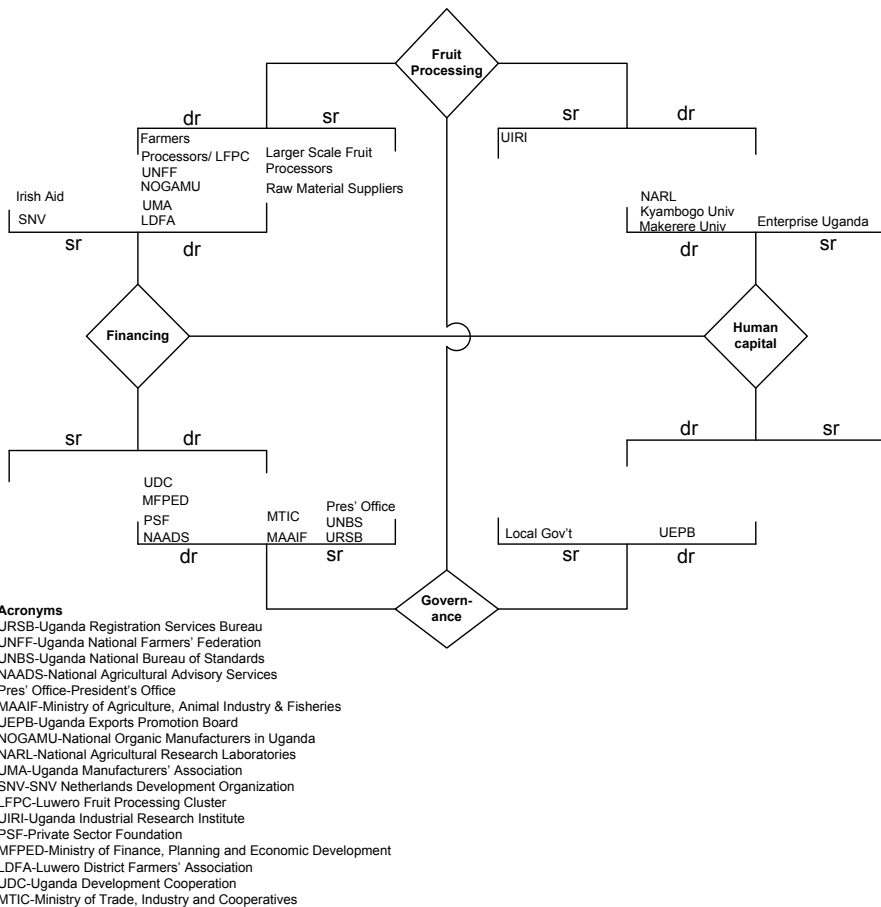 Fruit
Processing
dr
sr
sr
dr
Farmers
Processors/ LFPC
UNFF
NOGAMU
UMA
LDFA
Larger Scale Fruit
Processors
Raw Material Suppliers
UIRI
Irish Aid
SNV
NARL
Kyambogo Univ
Makerere Univ
Enterprise Uganda
sr
dr
dr
sr
Financing
Human
capital
sr
dr
dr
sr
UDC
MFPED
PSF
NAADS
MTIC
MAAIF
Pres' Office
UNBS
URSB
Local Gov't
UEPB
dr
sr
sr
dr
Govern-
ance
Acronyms
URSB-Uganda Registration Services Bureau
UNFF-Uganda National Farmers' Federation
UNBS-Uganda National Bureau of Standards
NAADS-National Agricultural Advisory Services
Pres' Office-President's Office
MAAIF-Ministry of Agriculture, Animal Industry & Fisheries
UEPB-Uganda Exports Promotion Board
NOGAMU-National Organic Manufacturers in Uganda
NARL-National Agricultural Research Laboratories
UMA-Uganda Manufacturers' Association
SNV-SNV Netherlands Development Organization
LFPC-Luwero Fruit Processing Cluster
UIRI-Uganda Industrial Research Institute
PSF-Private Sector Foundation
MFPED-Ministry of Finance, Planning and Economic Development
LDFA-Luwero District Farmers' Association
UDC-Uganda Development Cooperation
MTIC-Ministry of Trade, Industry and Cooperatives